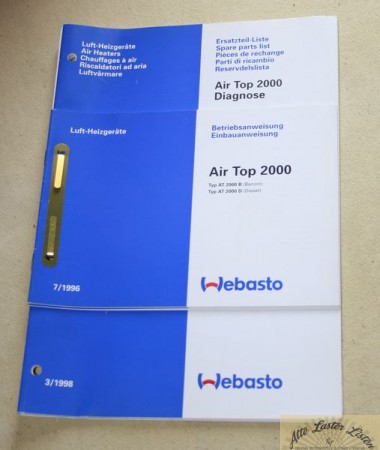 Luft-Heizgeräte
Air Heaters
Chauffages à air
Riscaldatori ad aria
Luftvärmare
Ersatzteil-Liste
Spare parts list
Pièces de rechange
Parti di ricambio
Reservdelslista
Air Top 2000
Diagnose
Luft-Heizgeräte
Betriebsanweisung
Einbauanweisung
Air Top 2000
Typ AT 2000 B (Benzin)
Typ AT 2000 D (Diesel)
7/1996
Webasto
3/1998
Webasto
Alte Laster Listen